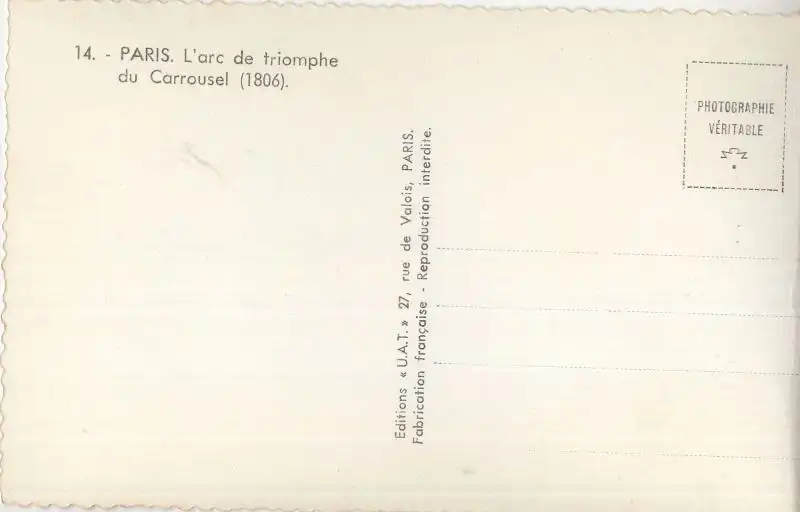 14. - PARIS. L'arc de triomphe
du Carrousel (1806).
Editions « U.A.T. » 27, rue de Valois, PARIS.
Fabrication française - Reproduction interdite.
PHOTOGRAPHIE
VÉRITABLE